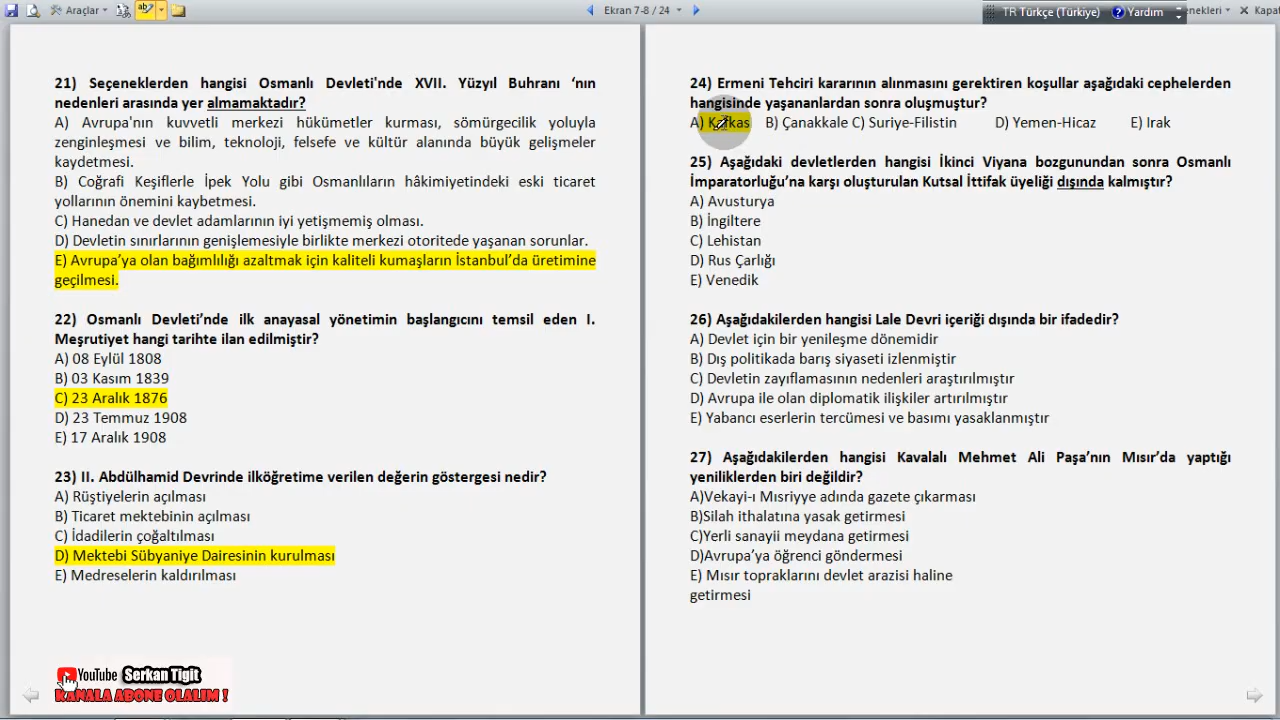 Araçlar
Ekran 7-8 / 24
TR Türkçe (Türkiye)
Yardım
enekleri
Kapat
21) Seçeneklerden hangisi Osmanlı Devleti'nde XVII. Yüzyıl Buhranı ‘nın
nedenleri arasında yer almamaktadır?
A) Avrupa'nın kuvvetli merkezi hükümetler kurması, sömürgecilik yoluyla
zenginleşmesi ve bilim, teknoloji, felsefe ve kültür alanında büyük gelişmeler
kaydetmesi.
B) Coğrafi Keşiflerle İpek Yolu gibi Osmanlıların hâkimiyetindeki eski ticaret
yollarının önemini kaybetmesi.
C) Hanedan ve devlet adamlarının iyi yetişmemiş olması.
D) Devletin sınırlarının genişlemesiyle birlikte merkezi otoritede yaşanan sorunlar.
E) Avrupa’ya olan bağımlılığı azaltmak için kaliteli kumaşların İstanbul’da üretimine
geçilmesi.
22) Osmanlı Devleti’nde ilk anayasal yönetimin başlangıcını temsil eden I.
Meşrutiyet hangi tarihte ilan edilmiştir?
A) 08 Eylül 1808
B) 03 Kasım 1839
C) 23 Aralık 1876
D) 23 Temmuz 1908
E) 17 Aralık 1908
23) II. Abdülhamid Devrinde ilköğretime verilen değerin göstergesi nedir?
A) Rüştiyelerin açılması
B) Ticaret mektebinin açılması
C) İdadilerin çoğaltılması
D) Mektebi Sübyaniye Dairesinin kurulması
E) Medreselerin kaldırılması
YouTube Serkan Tigit
KANALA ABONE OLALIM !
24) Ermeni Tehciri kararının alınmasını gerektiren koşullar aşağıdaki cephelerden
hangisinde yaşananlardan sonra oluşmuştur?
A) Kafkas B) Çanakkale C) Suriye-Filistin D) Yemen-Hicaz E) Irak
25) Aşağıdaki devletlerden hangisi İkinci Viyana bozgunundan sonra Osmanlı
İmparatorluğu’na karşı oluşturulan Kutsal İttifak üyeliği dışında kalmıştır?
A) Avusturya
B) İngiltere
C) Lehistan
D) Rus Çarlığı
E) Venedik
26) Aşağıdakilerden hangisi Lale Devri içeriği dışında bir ifadedir?
A) Devlet için bir yenileşme dönemidir
B) Dış politikada barış siyaseti izlenmiştir
C) Devletin zayıflamasının nedenleri araştırılmıştır
D) Avrupa ile olan diplomatik ilişkiler artırılmıştır
E) Yabancı eserlerin tercümesi ve basımı yasaklanmıştır
27) Aşağıdakilerden hangisi Kavalalı Mehmet Ali Paşa’nın Mısır’da yaptığı
yeniliklerden biri değildir?
A)Vekayi-ı Mısriyye adında gazete çıkarması
B)Silah ithalatına yasak getirmesi
C)Yerli sanayii meydana getirmesi
D)Avrupa’ya öğrenci göndermesi
E) Mısır topraklarını devlet arazisi haline
getirmesi